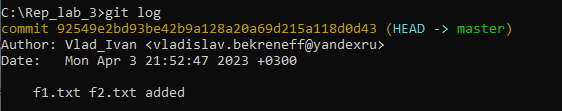 C:\Rep_lab_3>git log
commit 92549e2bd93be42b9a128a20a69d215a118d0d43 (HEAD -> master)
Author: Vlad_Ivan <vladislav.bekreneff@yandexru>
Date:   Mon Apr 3 21:52:47 2023 +0300
    f1.txt f2.txt added